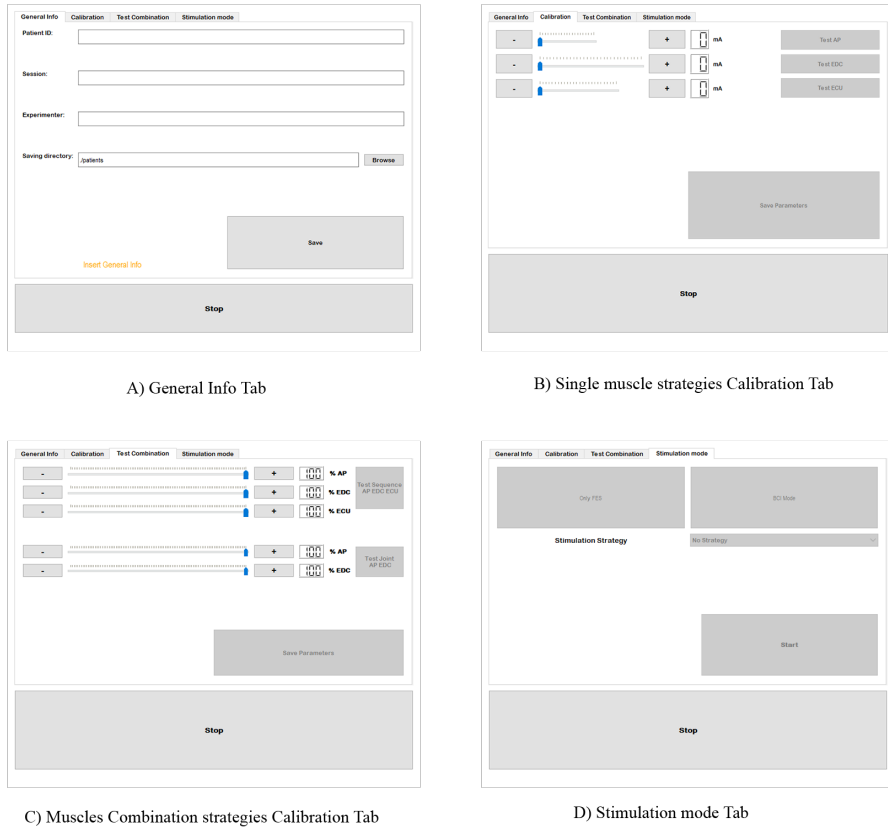 General Info Calibration Test Combination Stimulation mode
Patient ID:
Session:
Experimenter:
Saving directory: ./patients Browse
Save
Insert General Info
Stop
A) General Info Tab
General Info Calibration Test Combination Stimulation mode
- + 0 mA Test AP
- + 0 mA Test EDC
- + 0 mA Test ECU
Save Parameters
Stop
B) Single muscle strategies Calibration Tab
General Info Calibration Test Combination Stimulation mode
- + 100 % AP
- + 100 % EDC
- + 100 % ECU
Test Sequence
AP EDC ECU
- + 100 % AP
- + 100 % EDC
Test Joint
AP EDC
Save Parameters
Stop
C) Muscles Combination strategies Calibration Tab
General Info Calibration Test Combination Stimulation mode
Only FES BCI Mode
Stimulation Strategy No Strategy
Start
Stop
D) Stimulation mode Tab